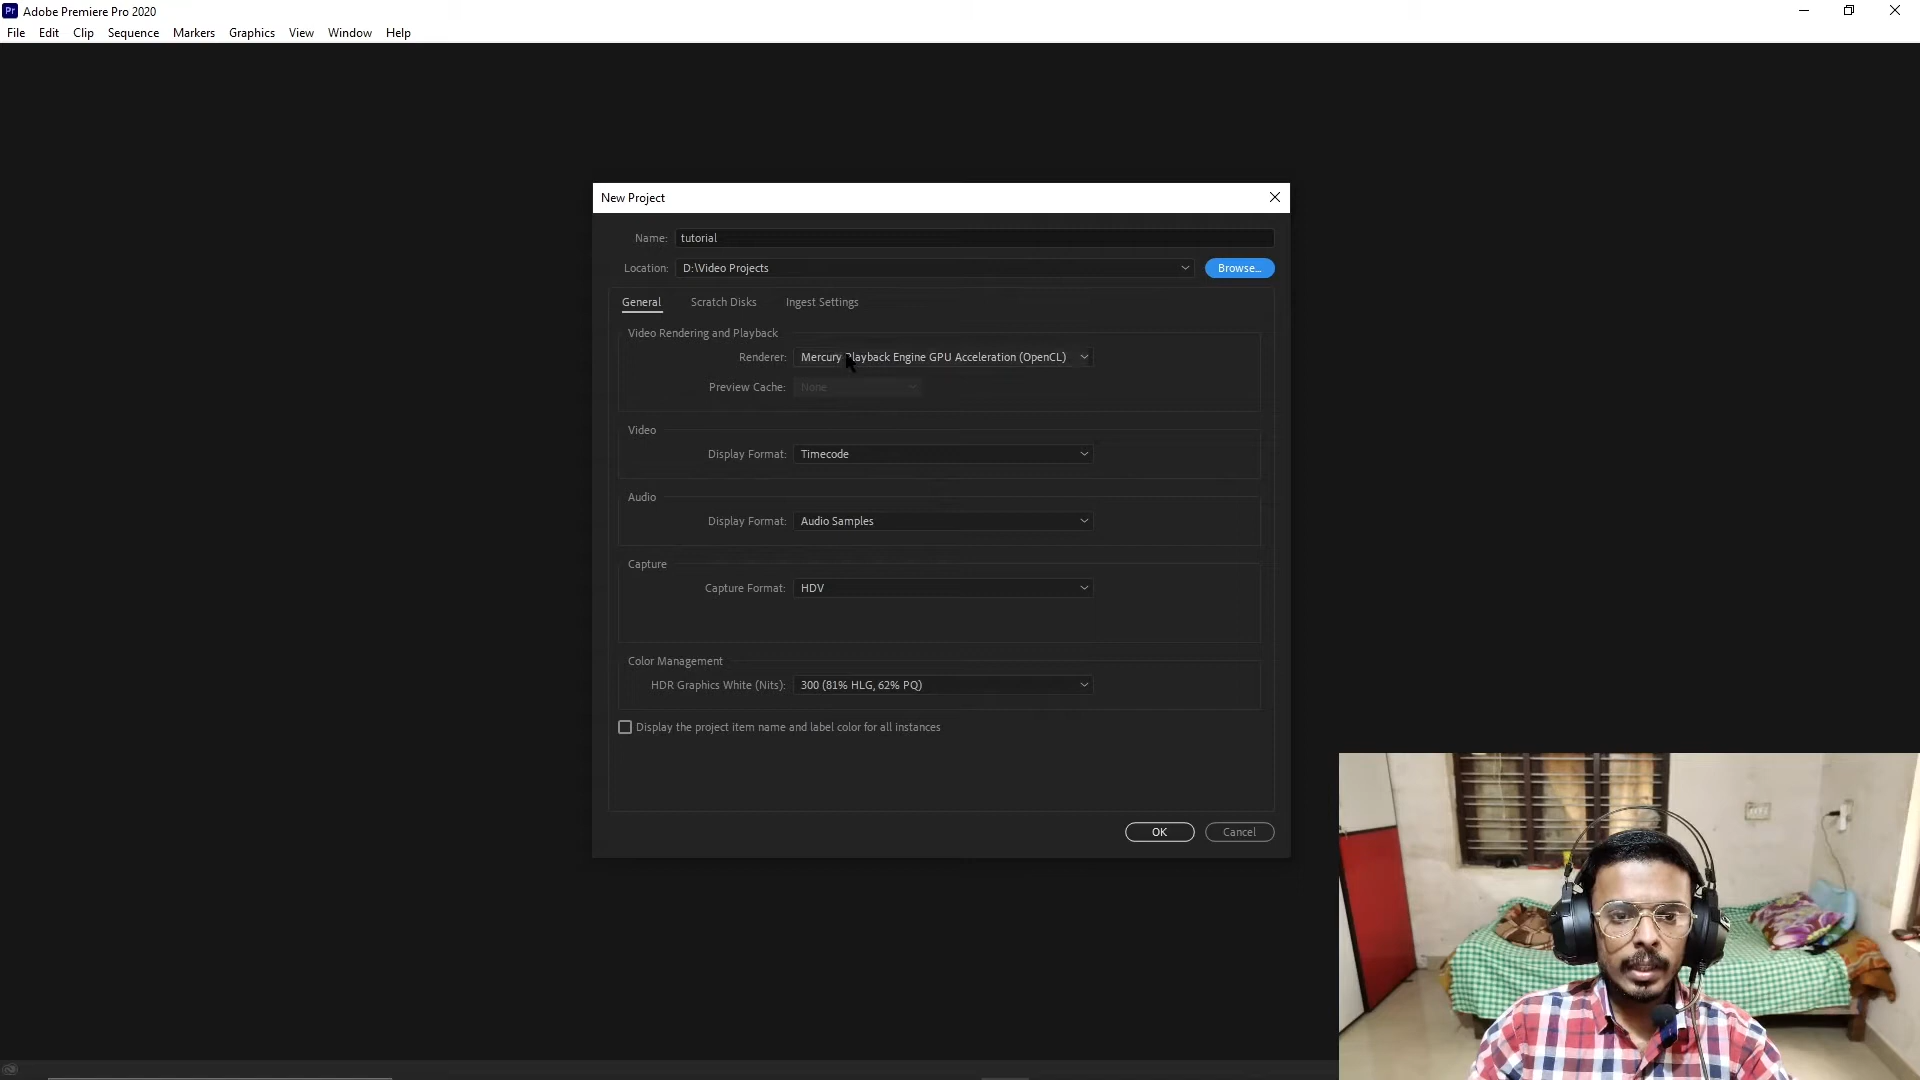 Pr Adobe Premiere Pro 2020
File Edit Clip Sequence Markers Graphics View Window Help
New Project
Name: tutorial
Location: D:\Video Projects Browse...
General Scratch Disks Ingest Settings
Video Rendering and Playback
Renderer: Mercury Playback Engine GPU Acceleration (OpenCL)
Preview Cache: None
Video
Display Format: Timecode
Audio
Display Format: Audio Samples
Capture
Capture Format: HDV
Color Management
HDR Graphics White (Nits): 300 (81% HLG, 62% PQ)
Display the project item name and label color for all instances
OK Cancel